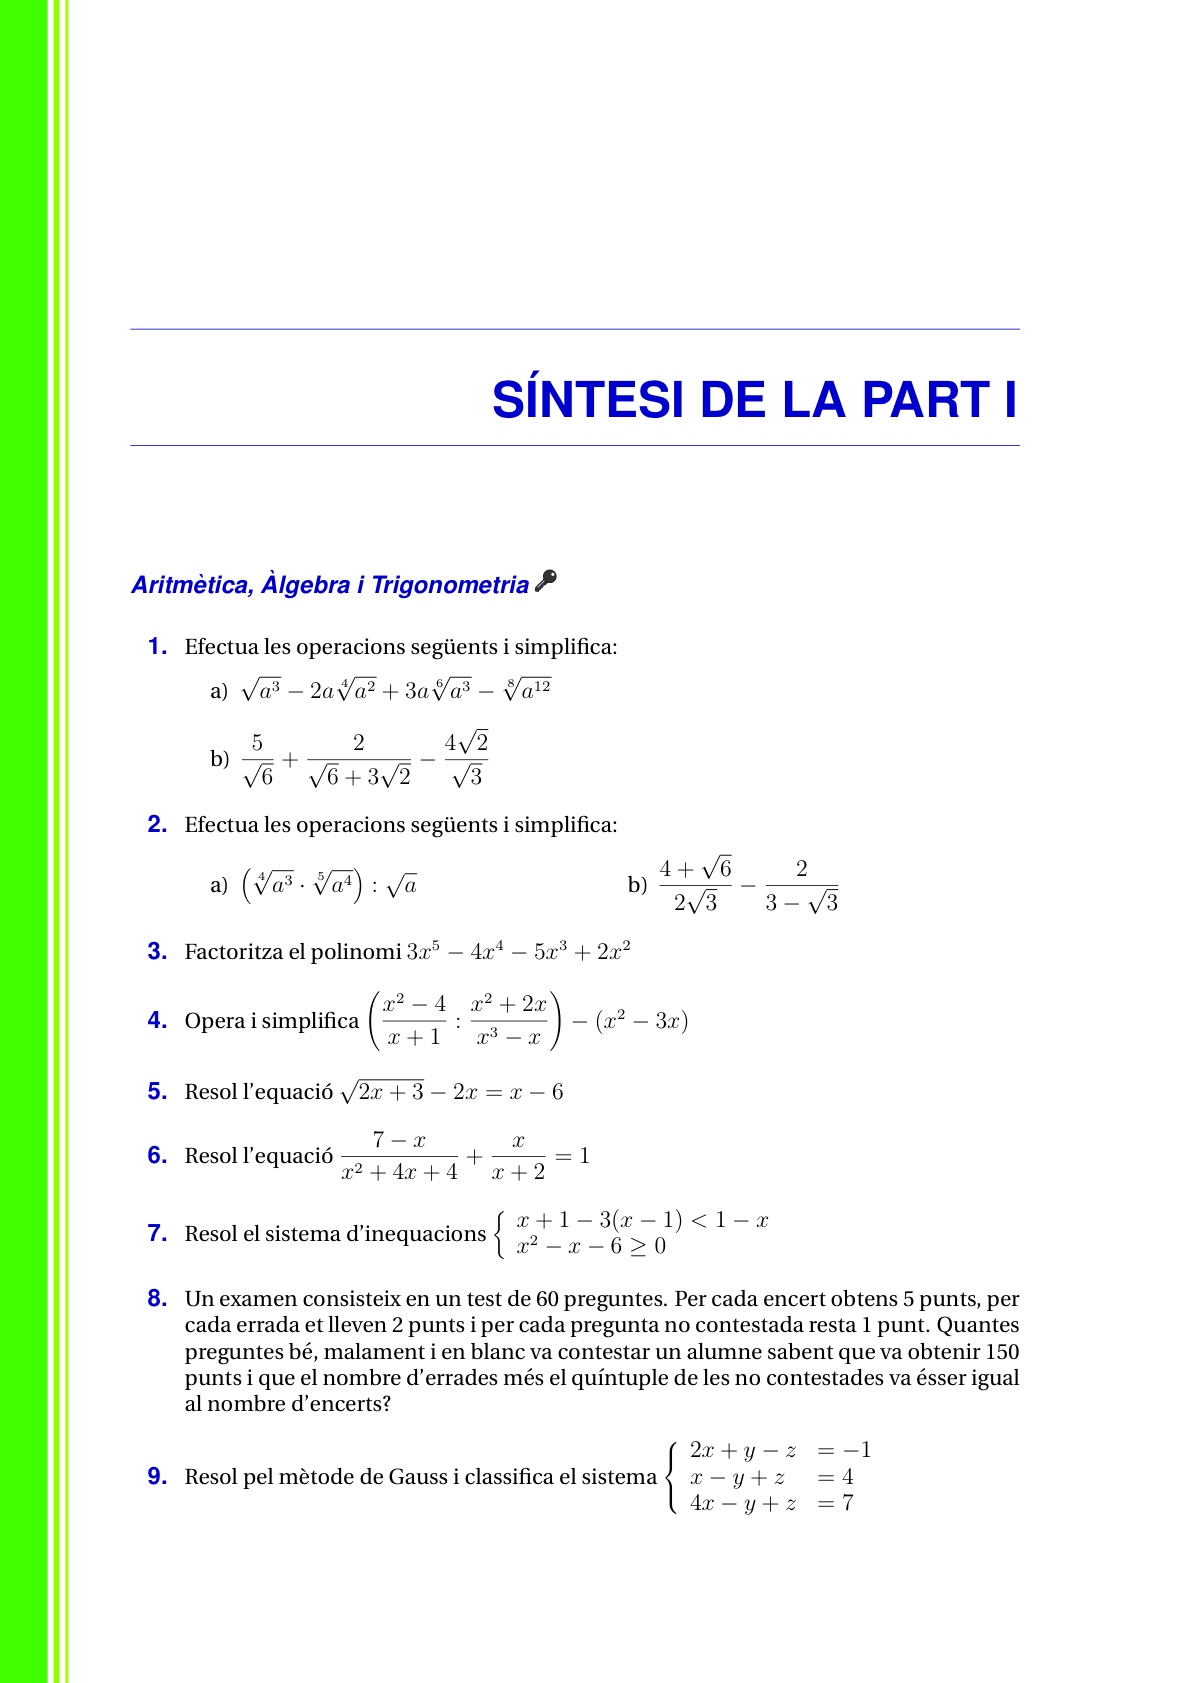 SÍNTESI DE LA PART I
Aritmètica, Àlgebra i Trigonometria
1. Efectua les operacions següents i simplifica:
a) $\sqrt{a^3} - 2a\sqrt[4]{a^2} + 3a\sqrt[6]{a^3} - \sqrt[8]{a^{12}}$
b) $\frac{5}{\sqrt{6}} + \frac{2}{\sqrt{6} + 3\sqrt{2}} - \frac{4\sqrt{2}}{\sqrt{3}}$
2. Efectua les operacions següents i simplifica:
a) $\left(\sqrt[4]{a^3} \cdot \sqrt[5]{a^4}\right) : \sqrt{a}$ b) $\frac{4 + \sqrt{6}}{2\sqrt{3}} - \frac{2}{3 - \sqrt{3}}$
3. Factoritza el polinomi $3x^5 - 4x^4 - 5x^3 + 2x^2$
4. Opera i simplifica $\left(\frac{x^2 - 4}{x + 1} : \frac{x^2 + 2x}{x^3 - x}\right) - (x^2 - 3x)$
5. Resol l'equació $\sqrt{2x + 3} - 2x = x - 6$
6. Resol l'equació $\frac{7 - x}{x^2 + 4x + 4} + \frac{x}{x + 2} = 1$
7. Resol el sistema d'inequacions $\begin{cases} x + 1 - 3(x - 1) < 1 - x \\ x^2 - x - 6 \geq 0 \end{cases}$
8. Un examen consisteix en un test de 60 preguntes. Per cada encert obtens 5 punts, per
cada errada et lleven 2 punts i per cada pregunta no contestada resta 1 punt. Quantes
preguntes bé, malament i en blanc va contestar un alumne sabent que va obtenir 150
punts i que el nombre d'errades més el quíntuple de les no contestades va ésser igual
al nombre d'encerts?
9. Resol pel mètode de Gauss i classifica el sistema $\begin{cases} 2x + y - z = -1 \\ x - y + z = 4 \\ 4x - y + z = 7 \end{cases}$